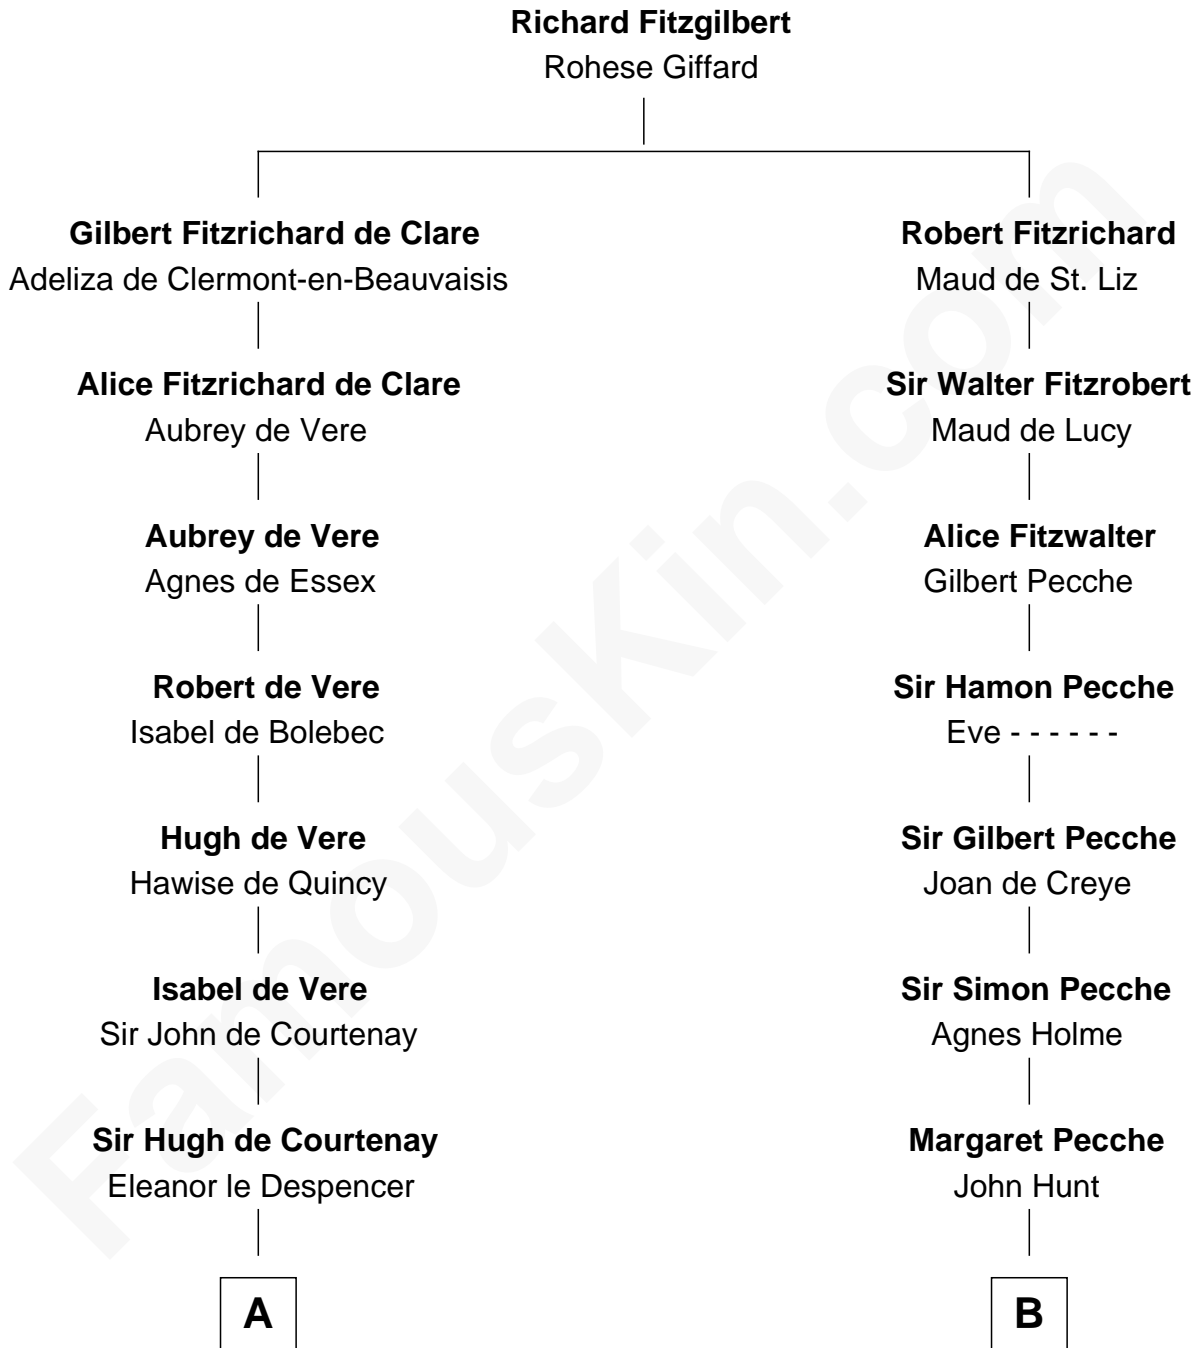 Richard Fitzgilbert
Rohese Giffard
Gilbert Fitzrichard de Clare
Adeliza de Clermont-en-Beauvaisis
Alice Fitzrichard de Clare
Aubrey de Vere
Aubrey de Vere
Agnes de Essex
Robert de Vere
Isabel de Bolebec
Hugh de Vere
Hawise de Quincy
Isabel de Vere
Sir John de Courtenay
Sir Hugh de Courtenay
Eleanor le Despencer
A
Robert Fitzrichard
Maud de St. Liz
Sir Walter Fitzrobert
Maud de Lucy
Alice Fitzwalter
Gilbert Pecche
Sir Hamon Pecche
Eve - - - - - -
Sir Gilbert Pecche
Joan de Creye
Sir Simon Pecche
Agnes Holme
Margaret Pecche
John Hunt
B
FamousKin.com